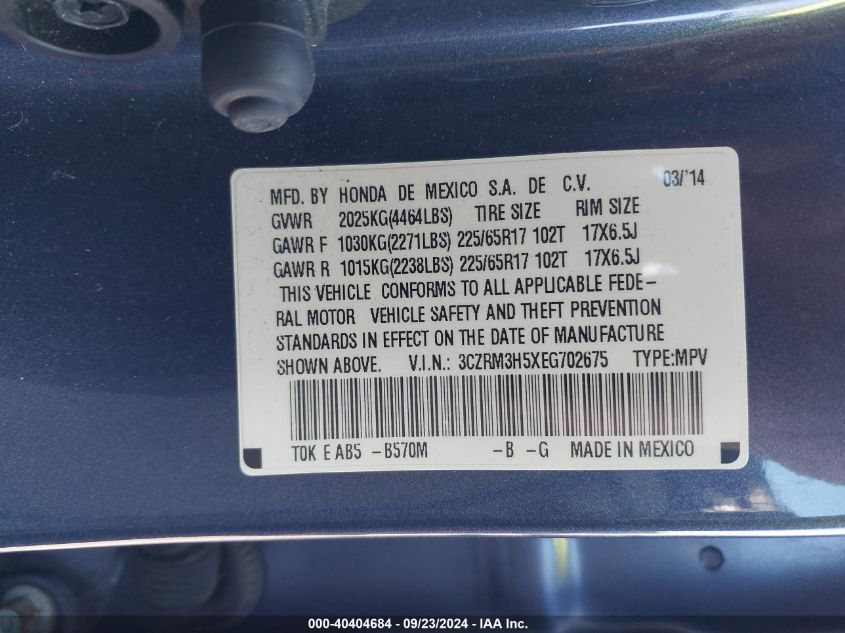 MFD. BY HONDA DE MEXICO S.A. DE C.V. 03/'14
GVWR 2025KG(4464LBS) TIRE SIZE RIM SIZE
GAWR F 1030KG(2271LBS) 225/65R17 102T 17X6.5J
GAWR R 1015KG(2238LBS) 225/65R17 102T 17X6.5J
THIS VEHICLE CONFORMS TO ALL APPLICABLE FEDE-
RAL MOTOR VEHICLE SAFETY AND THEFT PREVENTION
STANDARDS IN EFFECT ON THE DATE OF MANUFACTURE
SHOWN ABOVE. V.I.N.: 3CZRM3H5XEG702675 TYPE:MPV
T0K E AB5 -B570M -B -G MADE IN MEXICO
000-40404684 - 09/23/2024 - IAA Inc.